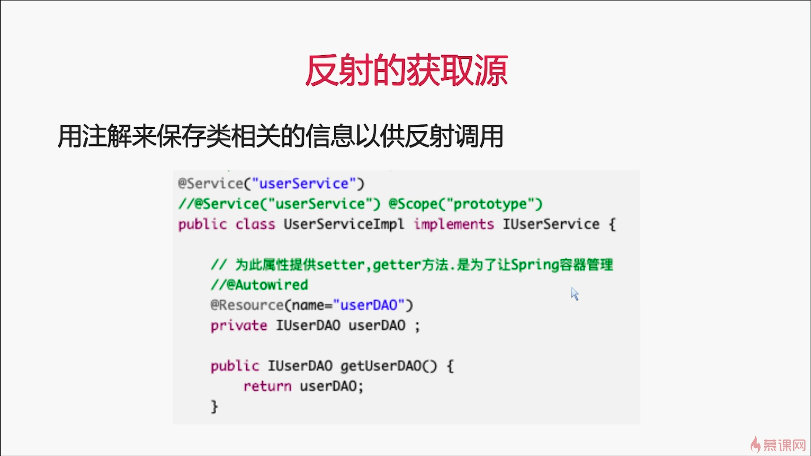 反射的获取源
用注解来保存类相关的信息以供反射调用
@Service("userService")
//@Service("userService") @Scope("prototype")
public class UserServiceImpl implements IUserService {
// 为此属性提供setter,getter方法.是为了让Spring容器管理
//@Autowired
@Resource(name="userDAO")
private IUserDAO userDAO ;
public IUserDAO getUserDAO() {
return userDAO;
}
慕课网